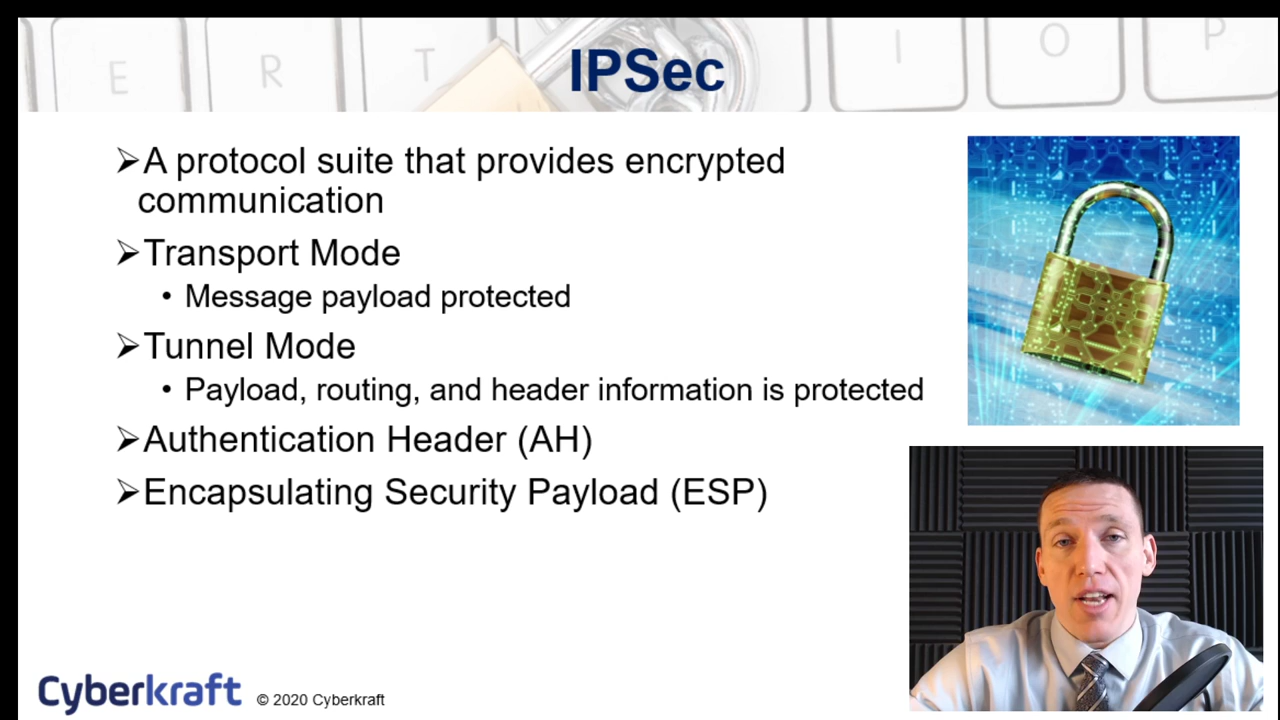 E R T I O P
IPSec
➢A protocol suite that provides encrypted
communication
➢Transport Mode
• Message payload protected
➢Tunnel Mode
• Payload, routing, and header information is protected
➢Authentication Header (AH)
➢Encapsulating Security Payload (ESP)
Cyberkraft © 2020 Cyberkraft